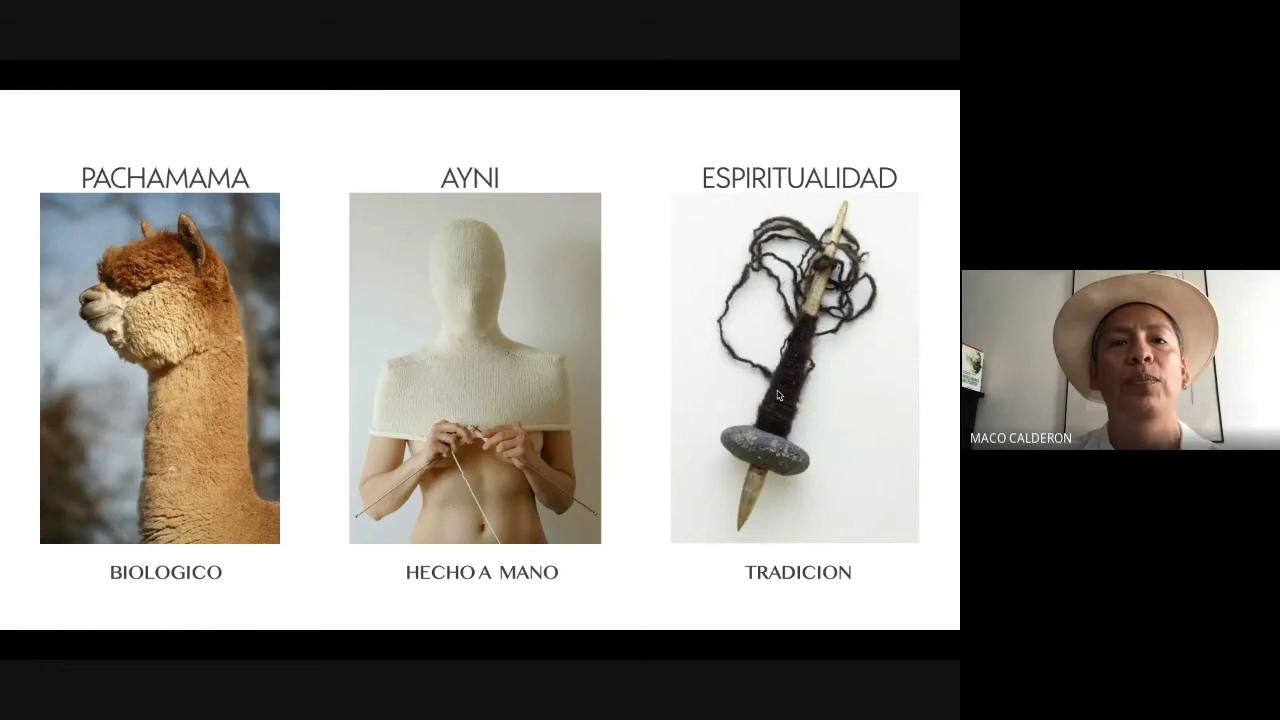 PACHAMAMA
AYNI
ESPIRITUALIDAD
BIOLOGICO
HECHO A MANO
TRADICION
MACO CALDERON